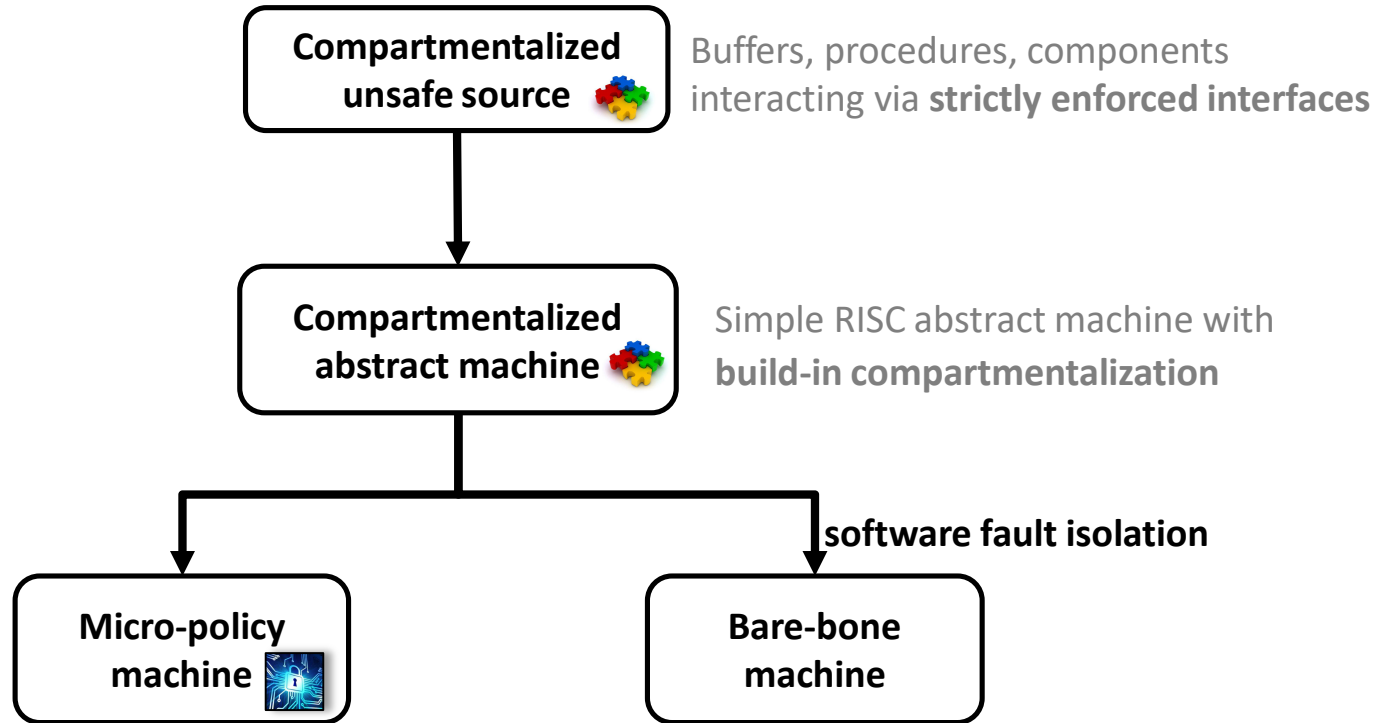 Compartmentalized
unsafe source
Buffers, procedures, components
interacting via strictly enforced interfaces
Compartmentalized
abstract machine
Simple RISC abstract machine with
build-in compartmentalization
software fault isolation
Micro-policy
machine
Bare-bone
machine